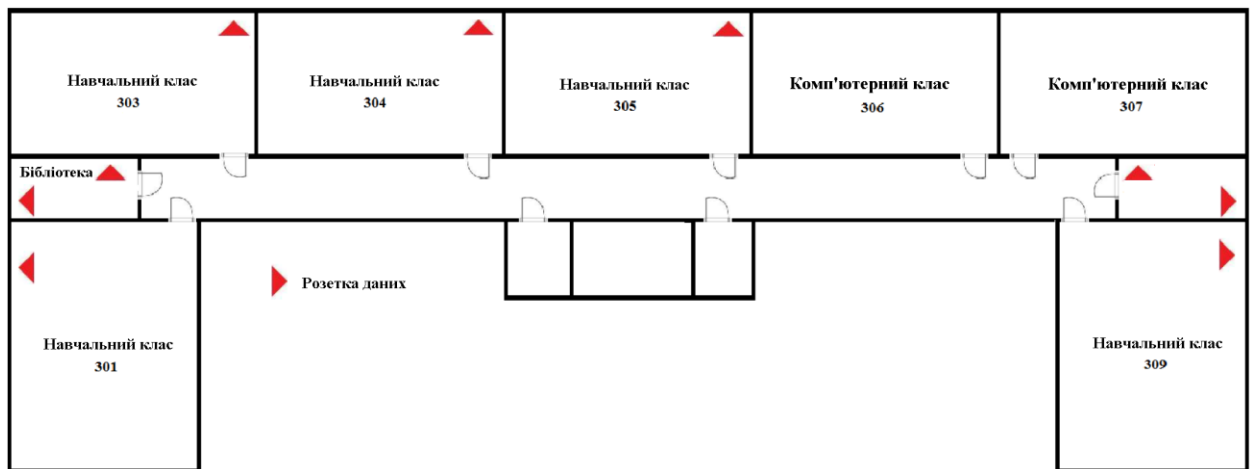 Навчальний клас
303
Навчальний клас
304
Навчальний клас
305
Комп'ютерний клас
306
Комп'ютерний клас
307
Бібліотека
Розетка даних
Навчальний клас
301
Навчальний клас
309